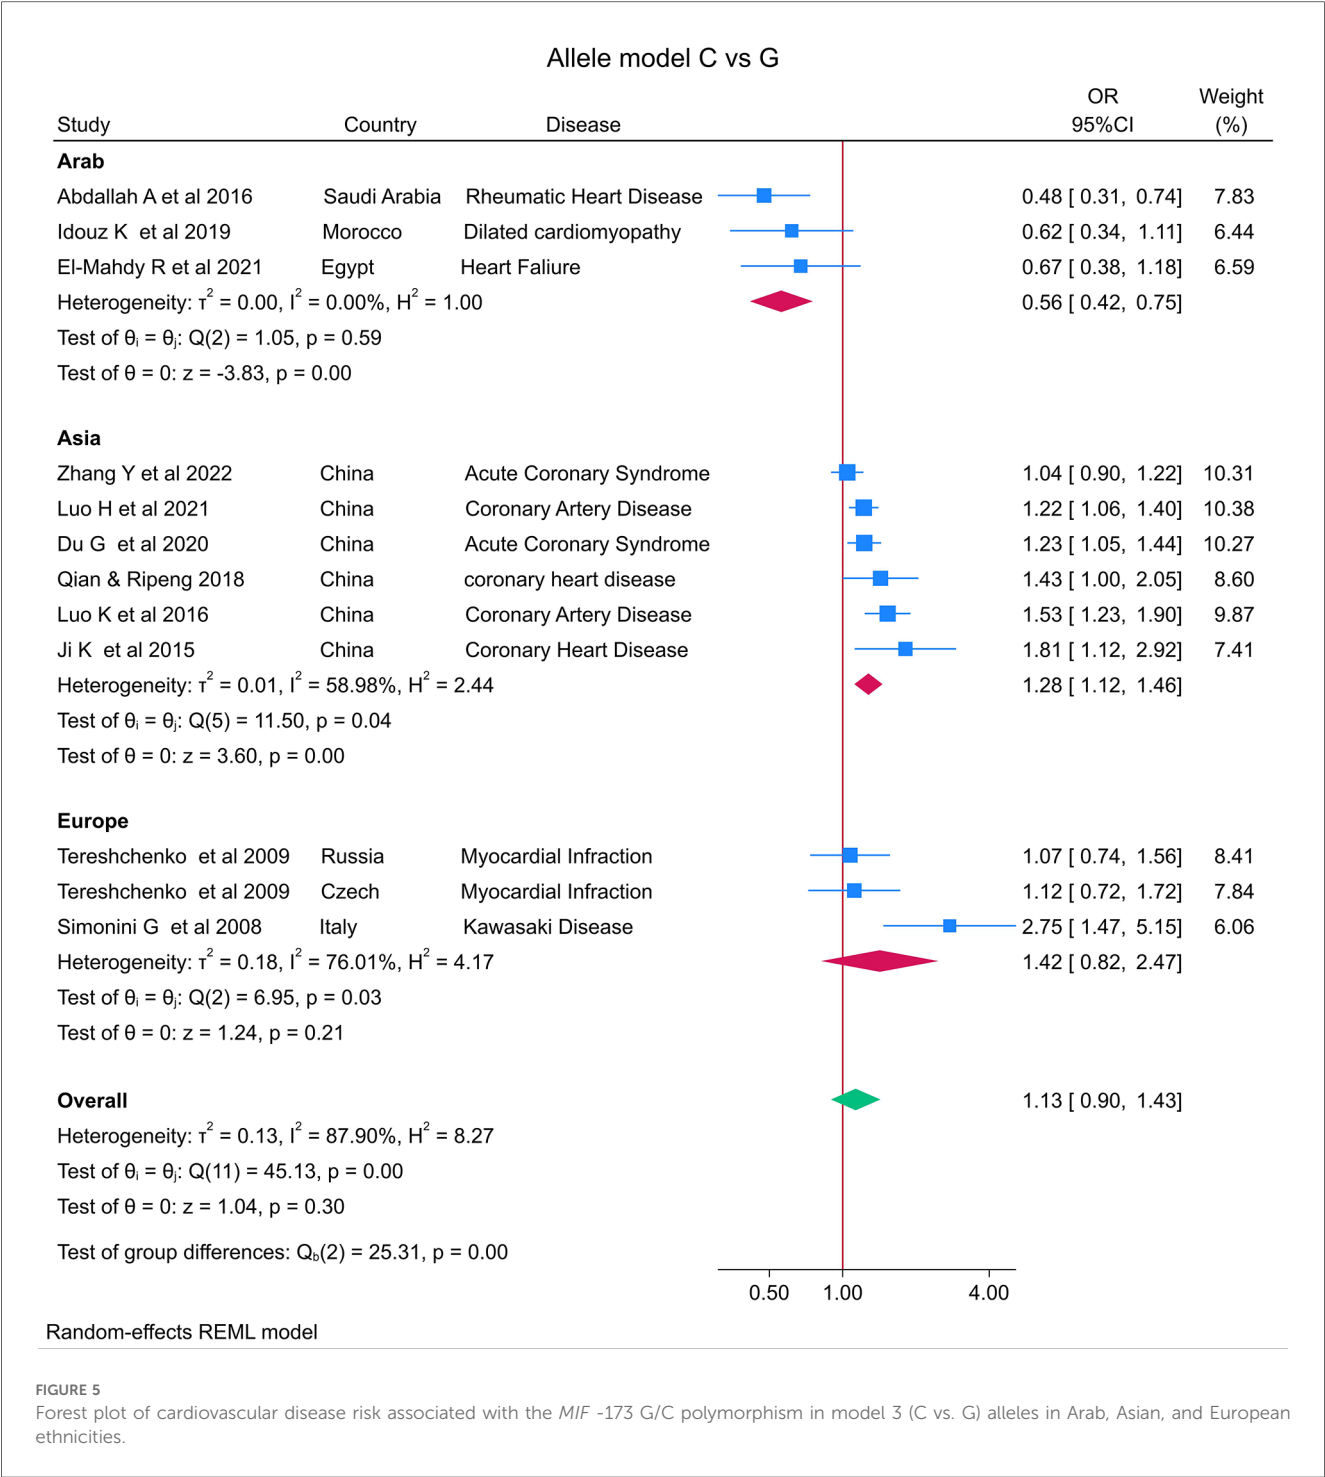 Allele model C vs G
OR Weight
Study Country Disease 95%CI (%)
Arab
Abdallah A et al 2016 Saudi Arabia Rheumatic Heart Disease 0.48 [ 0.31, 0.74] 7.83
Idouz K et al 2019 Morocco Dilated cardiomyopathy 0.62 [ 0.34, 1.11] 6.44
El-Mahdy R et al 2021 Egypt Heart Faliure 0.67 [ 0.38, 1.18] 6.59
Heterogeneity: τ² = 0.00, I² = 0.00%, H² = 1.00 0.56 [ 0.42, 0.75]
Test of θᵢ = θⱼ: Q(2) = 1.05, p = 0.59
Test of θ = 0: z = -3.83, p = 0.00
Asia
Zhang Y et al 2022 China Acute Coronary Syndrome 1.04 [ 0.90, 1.22] 10.31
Luo H et al 2021 China Coronary Artery Disease 1.22 [ 1.06, 1.40] 10.38
Du G et al 2020 China Acute Coronary Syndrome 1.23 [ 1.05, 1.44] 10.27
Qian & Ripeng 2018 China coronary heart disease 1.43 [ 1.00, 2.05] 8.60
Luo K et al 2016 China Coronary Artery Disease 1.53 [ 1.23, 1.90] 9.87
Ji K et al 2015 China Coronary Heart Disease 1.81 [ 1.12, 2.92] 7.41
Heterogeneity: τ² = 0.01, I² = 58.98%, H² = 2.44 1.28 [ 1.12, 1.46]
Test of θᵢ = θⱼ: Q(5) = 11.50, p = 0.04
Test of θ = 0: z = 3.60, p = 0.00
Europe
Tereshchenko et al 2009 Russia Myocardial Infraction 1.07 [ 0.74, 1.56] 8.41
Tereshchenko et al 2009 Czech Myocardial Infraction 1.12 [ 0.72, 1.72] 7.84
Simonini G et al 2008 Italy Kawasaki Disease 2.75 [ 1.47, 5.15] 6.06
Heterogeneity: τ² = 0.18, I² = 76.01%, H² = 4.17 1.42 [ 0.82, 2.47]
Test of θᵢ = θⱼ: Q(2) = 6.95, p = 0.03
Test of θ = 0: z = 1.24, p = 0.21
Overall 1.13 [ 0.90, 1.43]
Heterogeneity: τ² = 0.13, I² = 87.90%, H² = 8.27
Test of θᵢ = θⱼ: Q(11) = 45.13, p = 0.00
Test of θ = 0: z = 1.04, p = 0.30
Test of group differences: Q_b(2) = 25.31, p = 0.00
0.50 1.00 4.00
Random-effects REML model
FIGURE 5
Forest plot of cardiovascular disease risk associated with the MIF -173 G/C polymorphism in model 3 (C vs. G) alleles in Arab, Asian, and European
ethnicities.